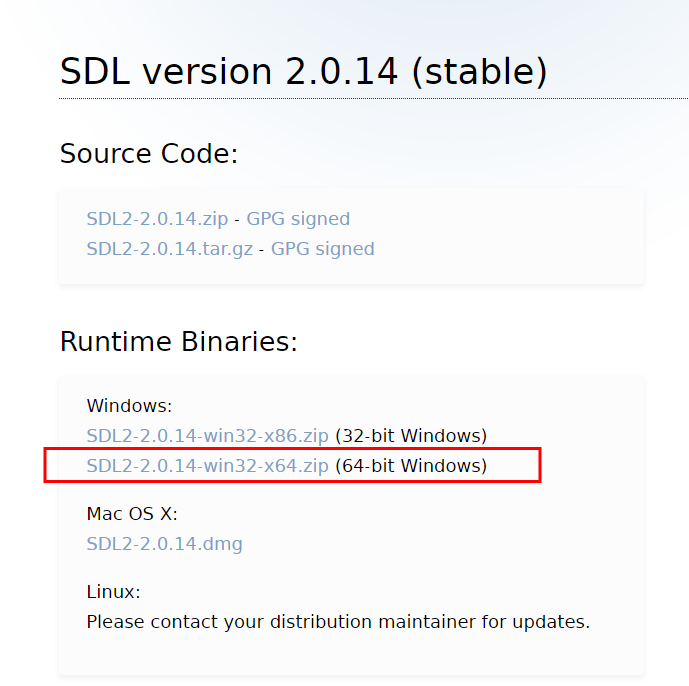 SDL version 2.0.14 (stable)
Source Code:
SDL2-2.0.14.zip - GPG signed
SDL2-2.0.14.tar.gz - GPG signed
Runtime Binaries:
Windows:
SDL2-2.0.14-win32-x86.zip (32-bit Windows)
SDL2-2.0.14-win32-x64.zip (64-bit Windows)
Mac OS X:
SDL2-2.0.14.dmg
Linux:
Please contact your distribution maintainer for updates.